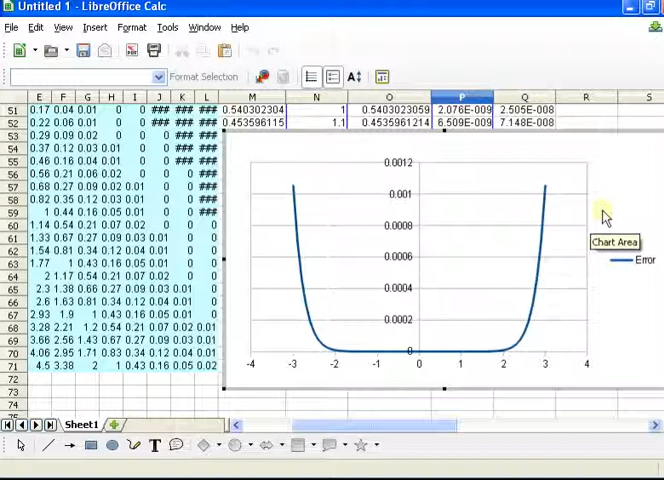 Untitled 1 - LibreOffice Calc
File Edit View Insert Format Tools Window Help
Format Selection
E F G H I J K L M N O P Q R S
51 0.17 0.04 0.01 0 0 ### ### ### 0.540302304 1 0.5403023059 2.076E-009 2.505E-008
52 0.22 0.06 0.01 0 0 ### ### ### 0.453596115 1.1 0.4535961214 6.509E-009 7.148E-008
53 0.29 0.09 0.02 0 0 0 ### ###
54 0.37 0.12 0.03 0.01 0 0 ### ###
55 0.46 0.16 0.04 0.01 0 0 ### ###
56 0.56 0.21 0.06 0.02 0 0 0 ###
57 0.68 0.27 0.09 0.02 0.01 0 0 ###
58 0.82 0.35 0.12 0.03 0.01 0 0 ###
59 1 0.44 0.16 0.05 0.01 0 0 ###
60 1.14 0.54 0.21 0.07 0.02 0 0 0
61 1.33 0.67 0.27 0.09 0.03 0.01 0 0
62 1.54 0.81 0.34 0.12 0.04 0.01 0 0
63 1.77 1 0.43 0.16 0.05 0.01 0 0
64 2 1.17 0.54 0.21 0.07 0.02 0 0
65 2.3 1.38 0.66 0.27 0.09 0.03 0.01 0
66 2.6 1.63 0.81 0.34 0.12 0.04 0.01 0
67 2.93 1.9 1 0.43 0.16 0.05 0.01 0
68 3.28 2.21 1.2 0.54 0.21 0.07 0.02 0.01
69 3.66 2.56 1.43 0.67 0.27 0.09 0.03 0.01
70 4.06 2.95 1.71 0.83 0.34 0.12 0.04 0.01
71 4.5 3.38 2 1 0.43 0.16 0.05 0.02
72
73
74
0.0012
0.001
0.0008
0.0006
0.0004
0.0002
0
-4 -3 -2 -1 0 1 2 3 4
Chart Area
Error
Sheet1